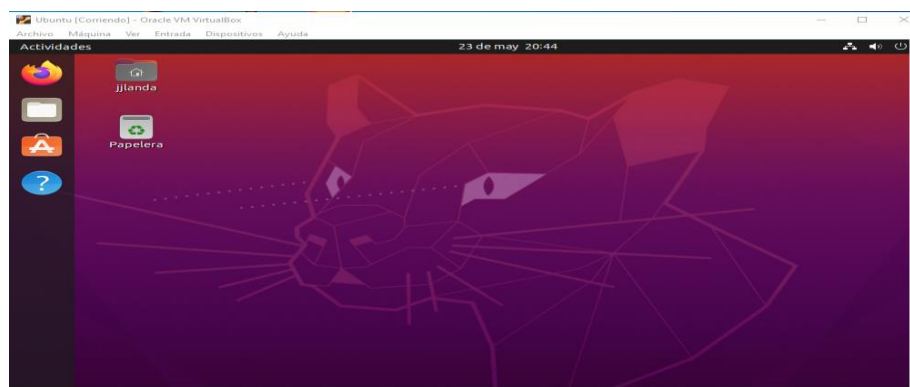 Ubuntu [Corriendo] - Oracle VM VirtualBox
Archivo Máquina Ver Entrada Dispositivos Ayuda
Actividades 23 de may 20:44
jjlanda
Papelera